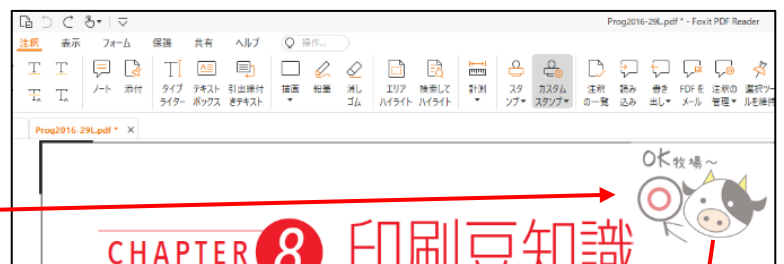 Prog2016-29L.pdf * - Foxit PDF Reader
注釈 表示 フォーム 保護 共有 ヘルプ 操作...
ノート 添付 タイプライター テキストボックス 引出線付きテキスト 描画 鉛筆 消しゴム エリアハイライト 検索してハイライト 計測 スタンプ カスタムスタンプ 注釈の一覧 読み込み 書き出し FDFをメール 注釈の管理 選択ツールを維持
Prog2016-29L.pdf * ×
OK牧場～
CHAPTER 8 印刷豆知識